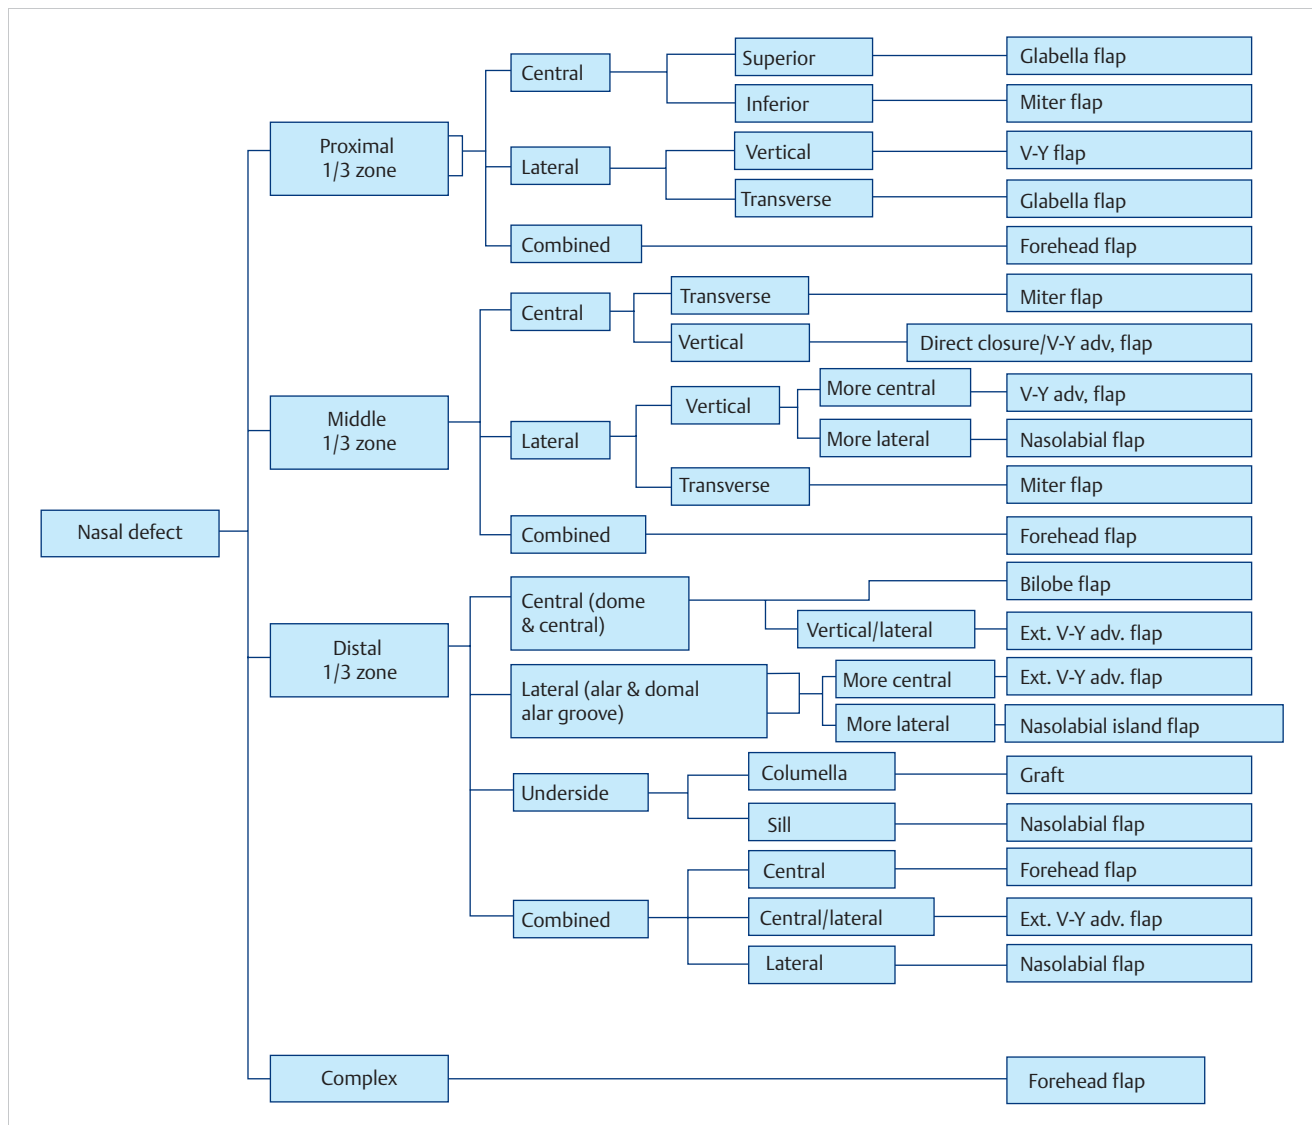 Nasal defect
Proximal
1/3 zone
Central
Superior
Glabella flap
Inferior
Miter flap
Lateral
Vertical
V-Y flap
Transverse
Glabella flap
Combined
Forehead flap
Middle
1/3 zone
Central
Transverse
Miter flap
Vertical
Direct closure/V-Y adv, flap
Lateral
Vertical
More central
V-Y adv, flap
More lateral
Nasolabial flap
Transverse
Miter flap
Combined
Forehead flap
Distal
1/3 zone
Central (dome
& central)
Bilobe flap
Vertical/lateral
Ext. V-Y adv. flap
Lateral (alar & domal
alar groove)
More central
Ext. V-Y adv. flap
More lateral
Nasolabial island flap
Underside
Columella
Graft
Sill
Nasolabial flap
Combined
Central
Forehead flap
Central/lateral
Ext. V-Y adv. flap
Lateral
Nasolabial flap
Complex
Forehead flap